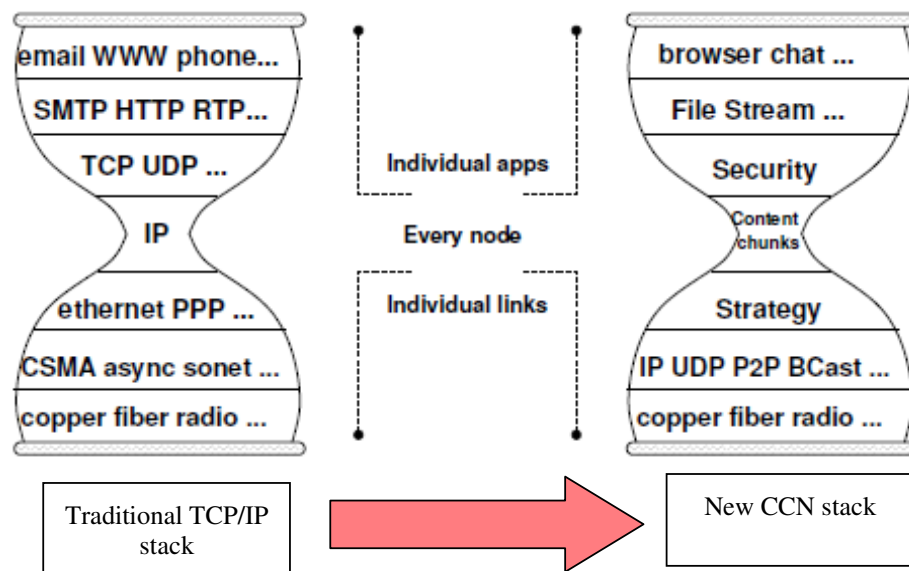 email WWW phone...
SMTP HTTP RTP...
TCP UDP ...
IP
ethernet PPP ...
CSMA async sonet ...
copper fiber radio ...
Individual apps
Every node
Individual links
browser chat ...
File Stream ...
Security
Content
chunks
Strategy
IP UDP P2P BCast ...
copper fiber radio ...
Traditional TCP/IP
stack
New CCN stack